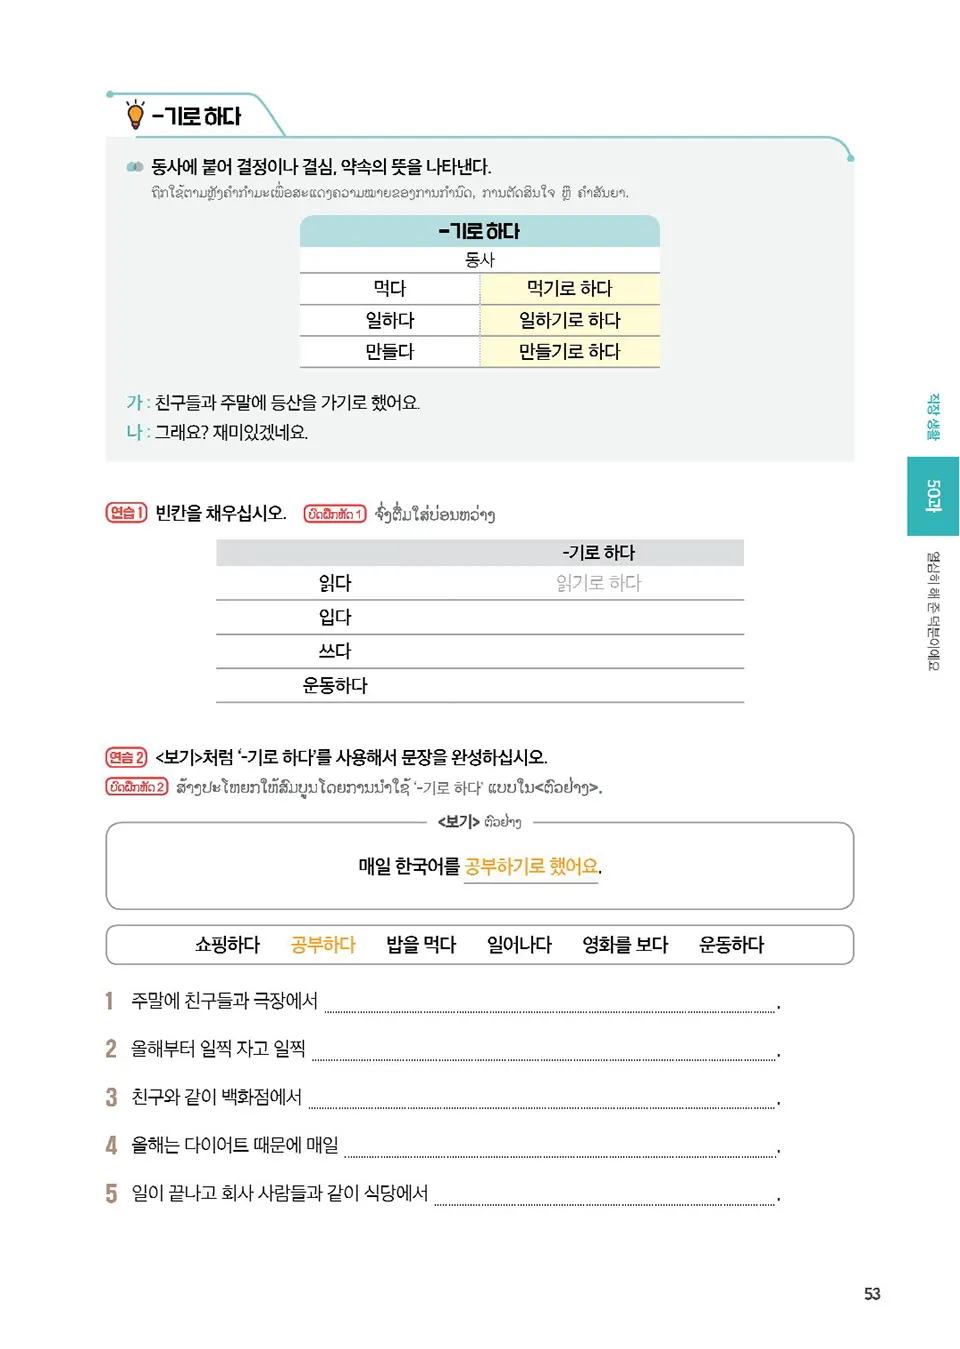 -기로 하다
동사에 붙어 결정이나 결심, 약속의 뜻을 나타낸다.
ຖືກໃຊ້ຕາມຫຼັງຄຳກຳມະເພື່ອສະແດງຄວາມໝາຍຂອງການກຳນົດ, ການຕັດສິນໃຈ ຫຼື ຄຳສັນຍາ.
-기로 하다
동사
먹다 먹기로 하다
일하다 일하기로 하다
만들다 만들기로 하다
가 : 친구들과 주말에 등산을 가기로 했어요.
나 : 그래요? 재미있겠네요.
연습 1 빈칸을 채우십시오. ບົດຝຶກຫັດ 1 ຈົ່ງຕື່ມໃສ່ບ່ອນຫວ່າງ
-기로 하다
읽다 읽기로 하다
입다
쓰다
운동하다
연습 2 <보기>처럼 ‘-기로 하다’를 사용해서 문장을 완성하십시오.
ບົດຝຶກຫັດ 2 ສ້າງປະໂຫຍກໃຫ້ສົມບູນໂດຍການນຳໃຊ້ ‘-기로 하다’ ແບບໃນ<ຕົວຢ່າງ>.
<보기> ຕົວຢ່າງ
매일 한국어를 공부하기로 했어요.
쇼핑하다 공부하다 밥을 먹다 일어나다 영화를 보다 운동하다
1 주말에 친구들과 극장에서 .
2 올해부터 일찍 자고 일찍 .
3 친구와 같이 백화점에서 .
4 올해는 다이어트 때문에 매일 .
5 일이 끝나고 회사 사람들과 같이 식당에서 .
직장 생활
50과
열심히 해 준 덕분이에요
53